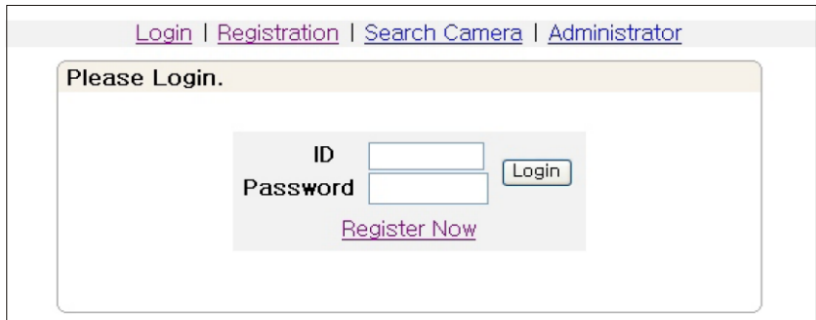 Login | Registration | Search Camera | Administrator
Please Login.
ID
Login
Password
Register Now